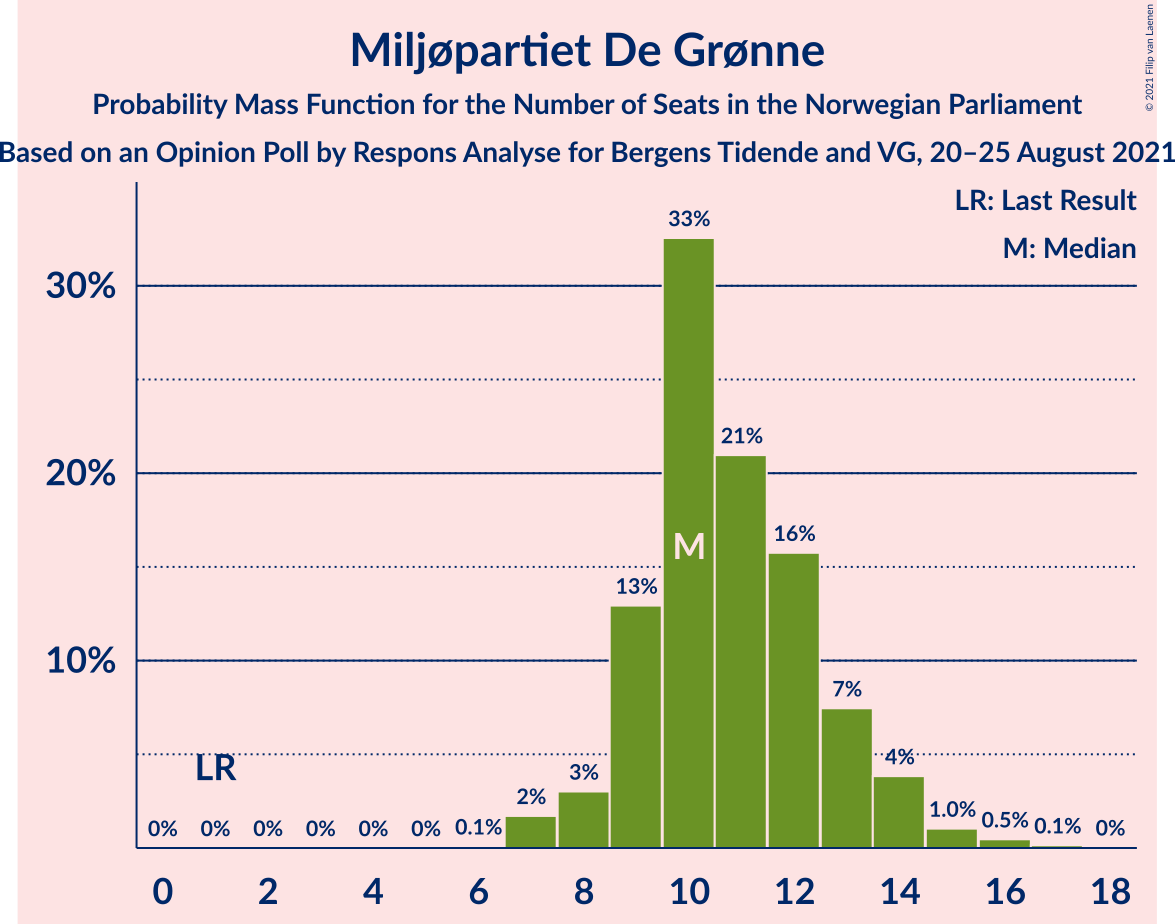 Miljøpartiet De Grønne
Probability Mass Function for the Number of Seats in the Norwegian Parliament
Based on an Opinion Poll by Respons Analyse for Bergens Tidende and VG, 20–25 August 2021
© 2021 Filip van Laenen
LR: Last Result
M: Median
33%
30%
21%
20%
16%
M
13%
10%
7%
4%
LR
3%
2%
1.0%
0.5%
0% 0% 0% 0% 0% 0% 0.1% 0.1% 0%
0 2 4 6 8 10 12 14 16 18